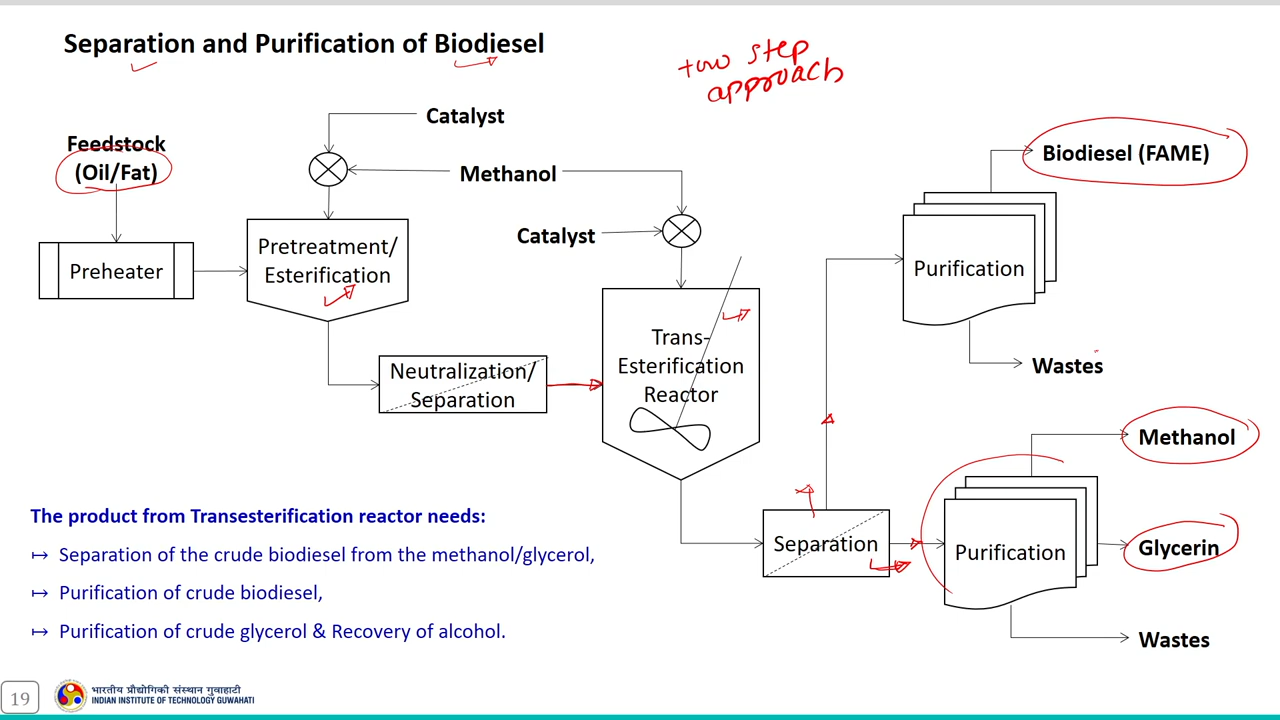 Separation and Purification of Biodiesel
two step
approach
Catalyst
Feedstock
(Oil/Fat)
Methanol
Biodiesel (FAME)
Catalyst
Preheater
Pretreatment/
Esterification
Purification
Trans-
Esterification
Reactor
Neutralization/
Separation
Wastes
Methanol
Separation
Purification
Glycerin
Wastes
The product from Transesterification reactor needs:
↦ Separation of the crude biodiesel from the methanol/glycerol,
↦ Purification of crude biodiesel,
↦ Purification of crude glycerol & Recovery of alcohol.
19
भारतीय प्रौद्योगिकी संस्थान गुवाहाटी
INDIAN INSTITUTE OF TECHNOLOGY GUWAHATI